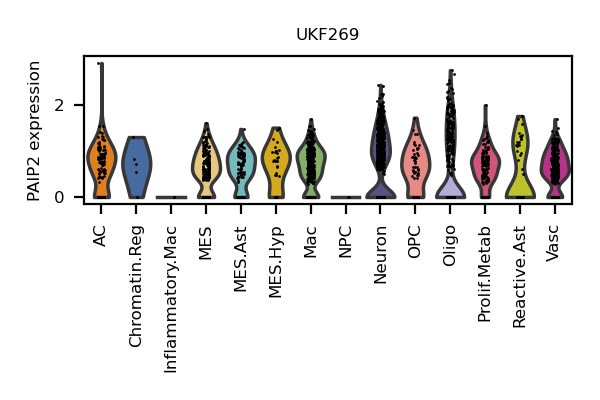 UKF269
PAIP2 expression
2
0
AC
Chromatin.Reg
Inflammatory.Mac
MES
MES.Ast
MES.Hyp
Mac
NPC
Neuron
OPC
Oligo
Prolif.Metab
Reactive.Ast
Vasc